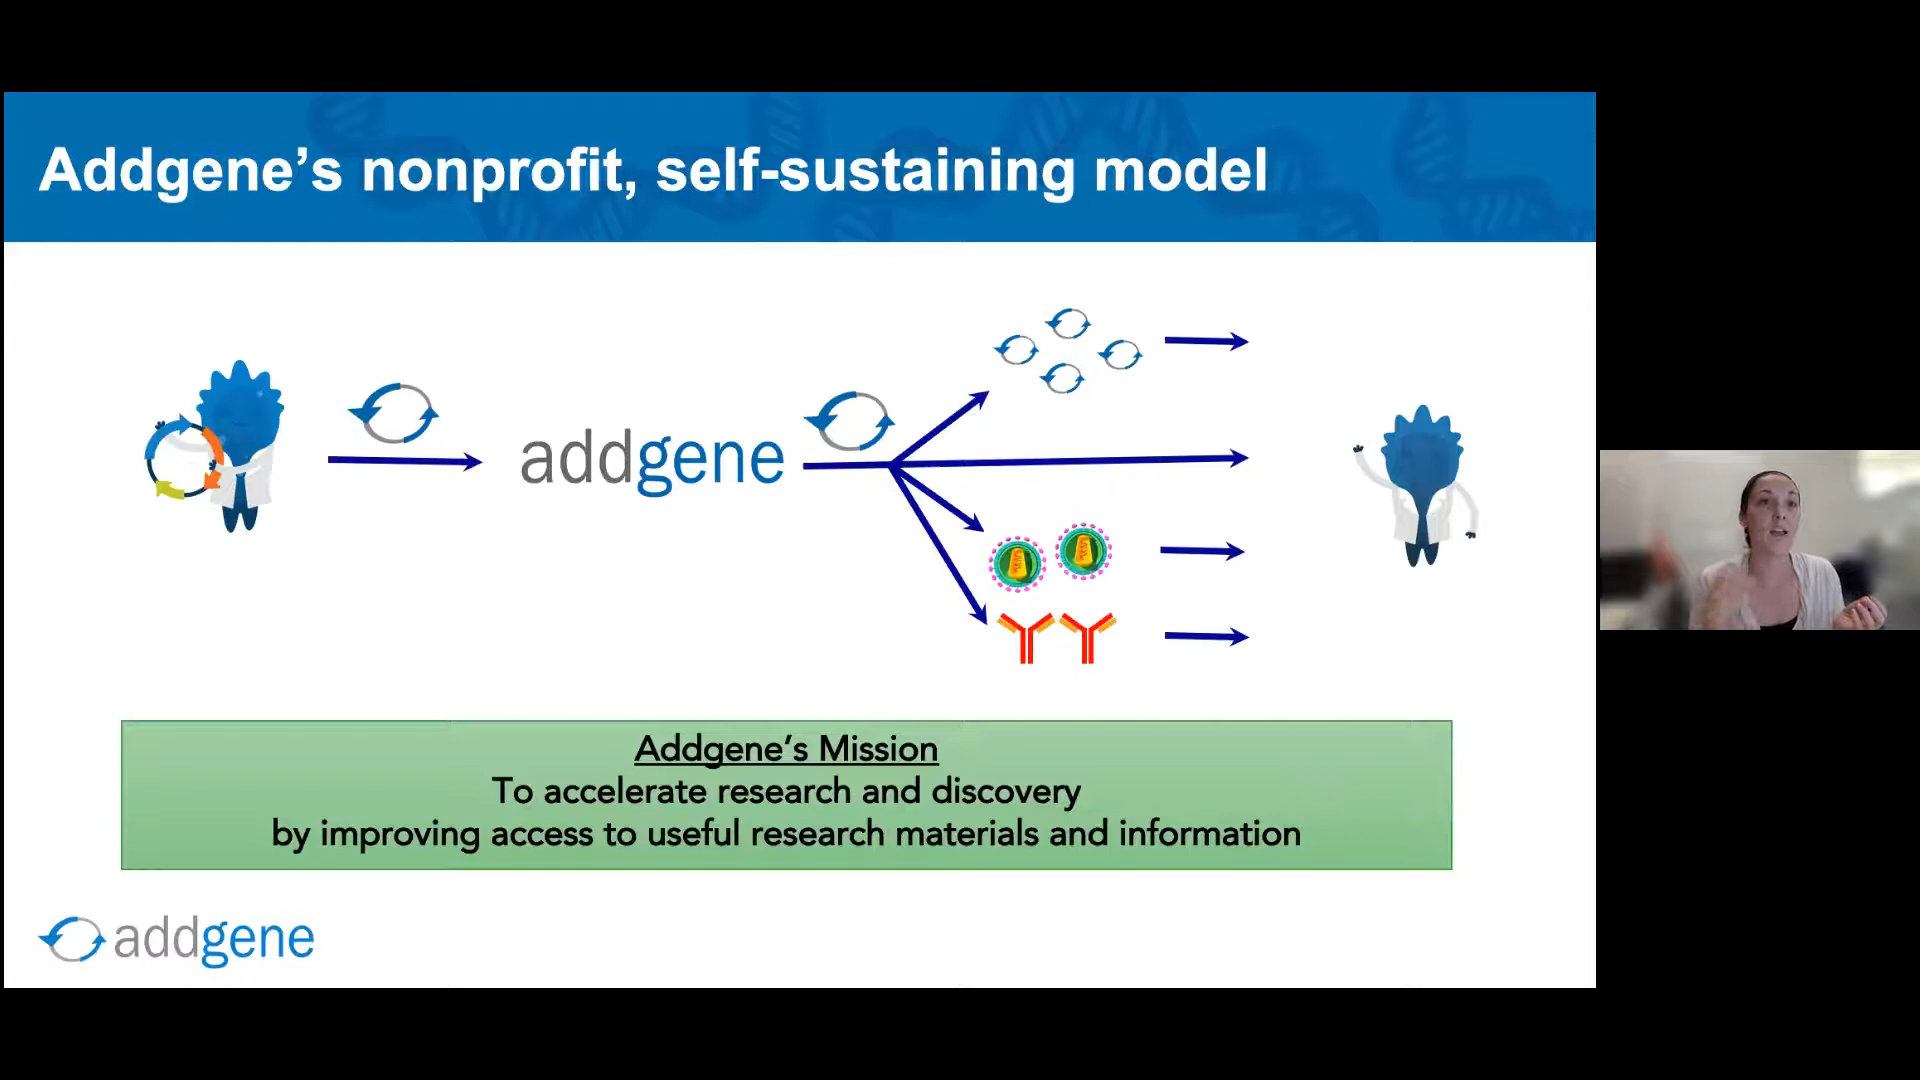 Addgene’s nonprofit, self-sustaining model
addgene
Addgene’s Mission
To accelerate research and discovery
by improving access to useful research materials and information
addgene